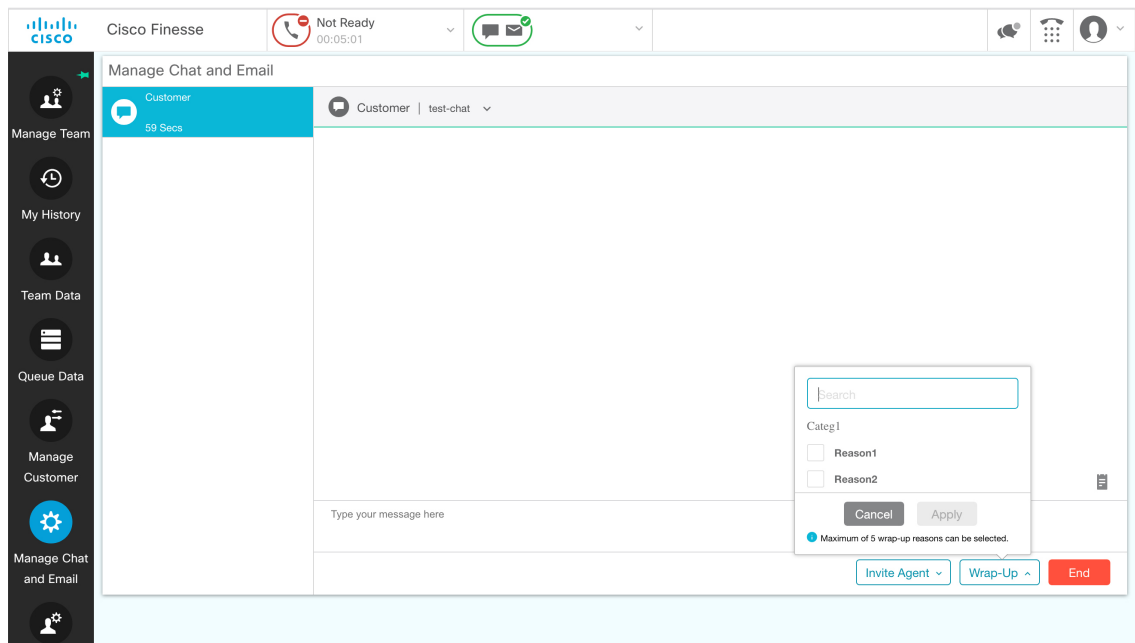 CISCO
Cisco Finesse
Not Ready
00:05:01
Manage Team
My History
Team Data
Queue Data
Manage
Customer
Manage Chat
and Email
Manage Chat and Email
Customer
59 Secs
Customer | test-chat
Type your message here
Search
Categ1
Reason1
Reason2
Cancel Apply
Maximum of 5 wrap-up reasons can be selected.
Invite Agent Wrap-Up End